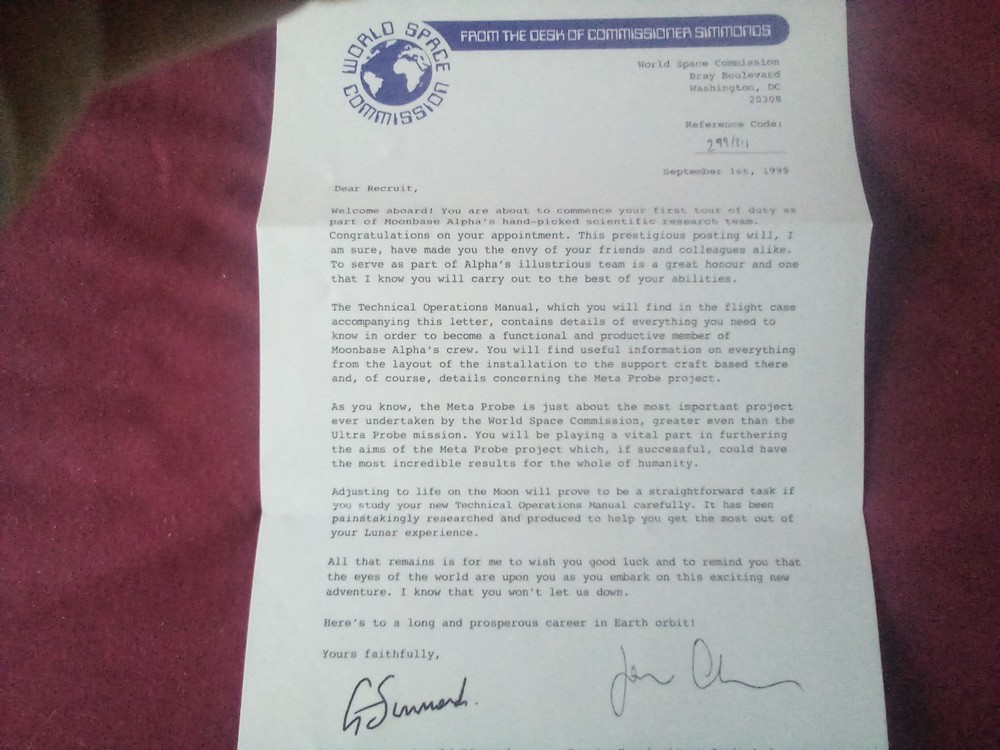 WORLD SPACE COMMISSION
FROM THE DESK OF COMMISSIONER SIMMONDS
World Space Commission
Bray Boulevard
Washington, DC
20308
Reference Code:
September 1st, 1999
Dear Recruit,
Welcome aboard! You are about to commence your first tour of duty as
part of Moonbase Alpha's hand-picked scientific research team.
Congratulations on your appointment. This prestigious posting will, I
am sure, have made you the envy of your friends and colleagues alike.
To serve as part of Alpha's illustrious team is a great honour and one
that I know you will carry out to the best of your abilities.
The Technical Operations Manual, which you will find in the flight case
accompanying this letter, contains details of everything you need to
know in order to become a functional and productive member of
Moonbase Alpha's crew. You will find useful information on everything
from the layout of the installation to the support craft based there
and, of course, details concerning the Meta Probe project.
As you know, the Meta Probe is just about the most important project
ever undertaken by the World Space Commission, greater even than the
Ultra Probe mission. You will be playing a vital part in furthering
the aims of the Meta Probe project which, if successful, could have
the most incredible results for the whole of humanity.
Adjusting to life on the Moon will prove to be a straightforward task if
you study your new Technical Operations Manual carefully. It has been
painstakingly researched and produced to help you get the most out of
your Lunar experience.
All that remains is for me to wish you good luck and to remind you that
the eyes of the world are upon you as you embark on this exciting new
adventure. I know that you won't let us down.
Here's to a long and prosperous career in Earth orbit!
Yours faithfully,